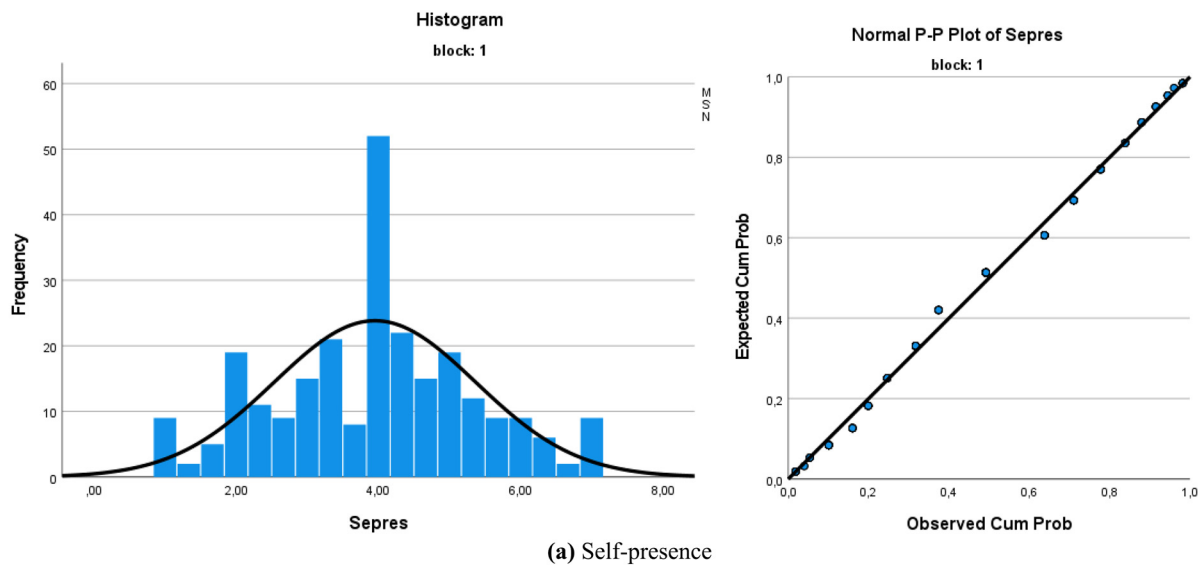 Histogram
block: 1
60
50
40
30
20
10
0
Frequency
,00
2,00
4,00
6,00
8,00
Sepres
M
S
N
Normal P-P Plot of Sepres
block: 1
1,0
0,8
0,6
0,4
0,2
0,0
Expected Cum Prob
0,0
0,2
0,4
0,6
0,8
1,0
Observed Cum Prob
(a) Self-presence